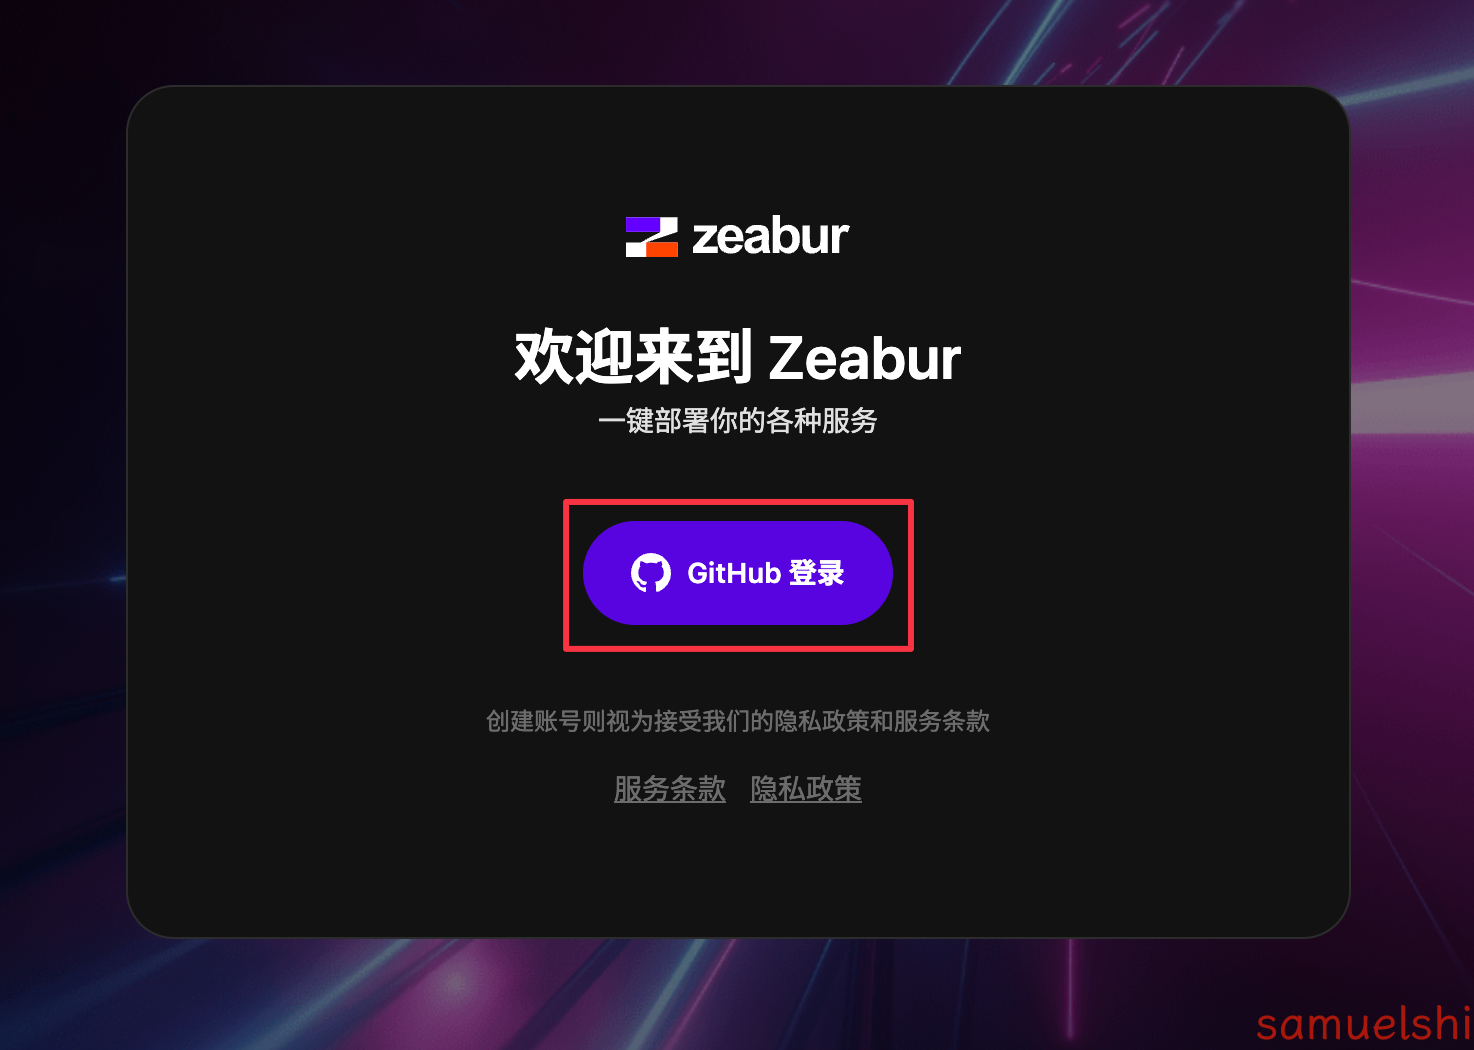 zeabur
欢迎来到 Zeabur
一键部署你的各种服务
GitHub 登录
创建账号则视为接受我们的隐私政策和服务条款
服务条款 隐私政策
samuelshi